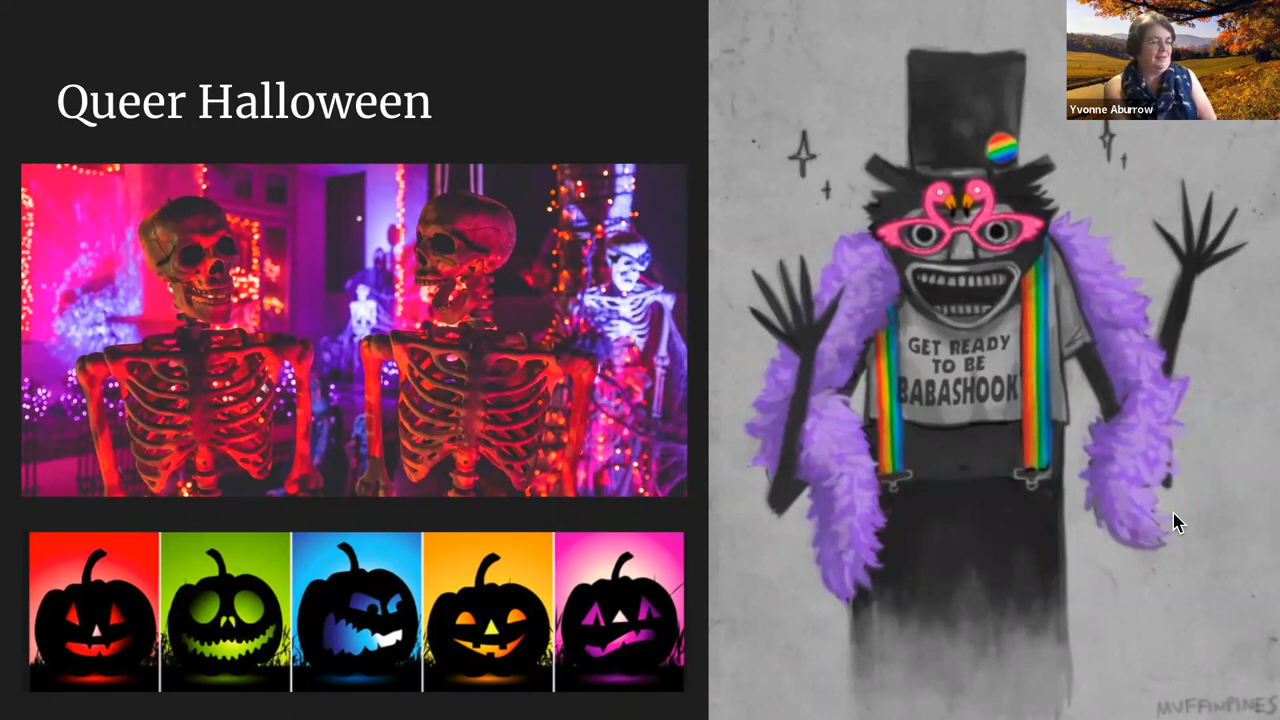 Queer Halloween
Yvonne Aburrow
GET READY
TO BE
BABASHOOK
MUFFINPINES